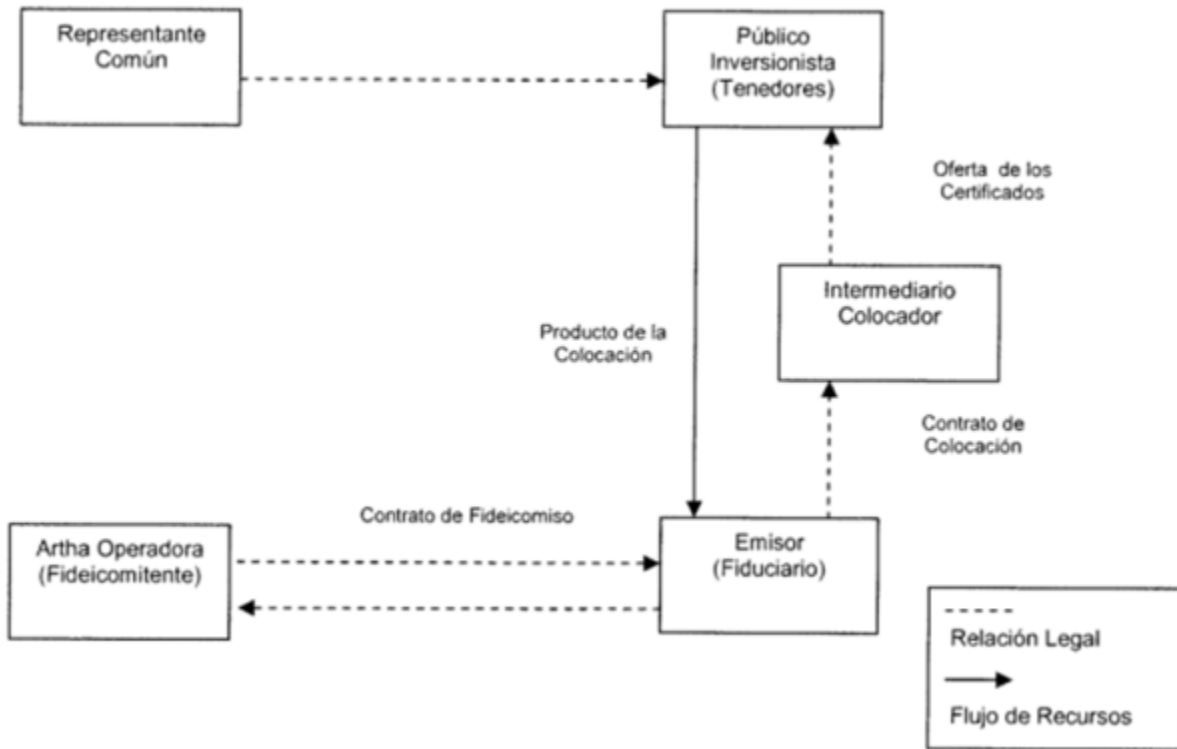 Representante
Común
Público
Inversionista
(Tenedores)
Oferta de los
Certificados
Intermediario
Colocador
Producto de la
Colocación
Contrato de
Colocación
Contrato de Fideicomiso
Artha Operadora
(Fideicomitente)
Emisor
(Fiduciario)
Relación Legal
Flujo de Recursos